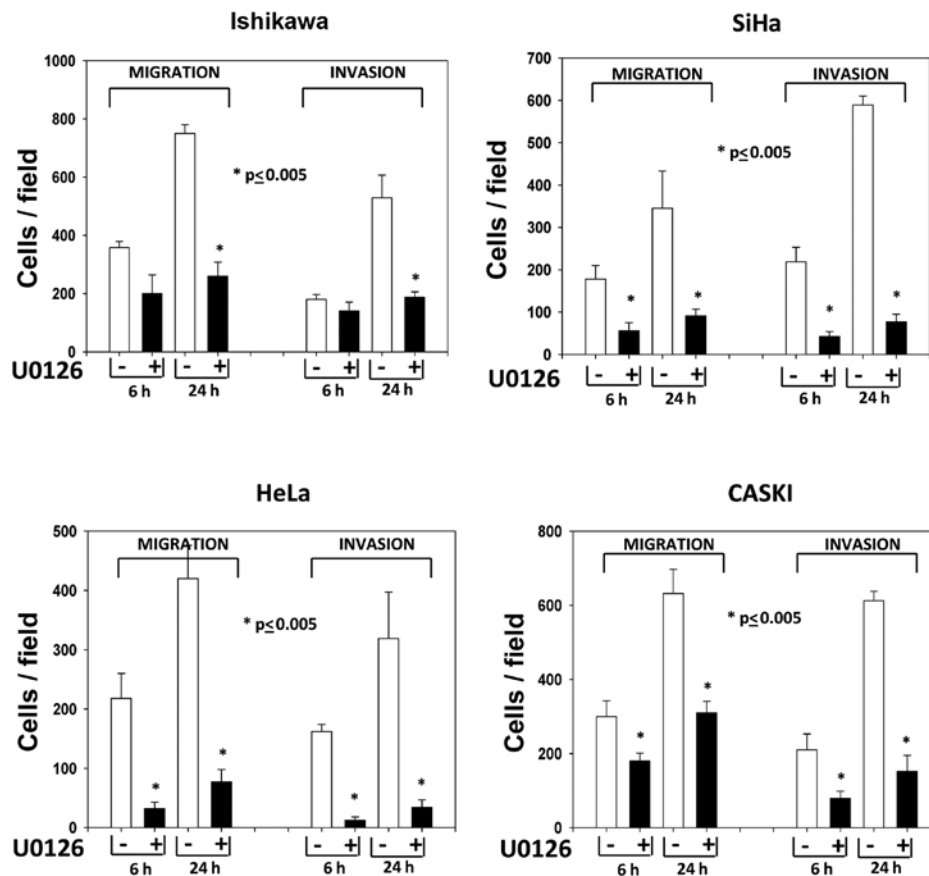 Ishikawa
1000
800
600
400
200
0
Cells / field
MIGRATION
INVASION
* p≤0.005
*
*
U0126
- + - + - + - +
6 h 24 h 6 h 24 h
SiHa
700
600
500
400
300
200
100
0
Cells / field
MIGRATION
INVASION
* p≤0.005
*
*
*
*
U0126
- + - + - + - +
6 h 24 h 6 h 24 h
HeLa
500
400
300
200
100
0
Cells / field
MIGRATION
INVASION
* p≤0.005
*
*
*
*
U0126
- + - + - + - +
6 h 24 h 6 h 24 h
CASKI
800
600
400
200
0
Cells / field
MIGRATION
INVASION
* p≤0.005
*
*
*
*
U0126
- + - + - + - +
6 h 24 h 6 h 24 h